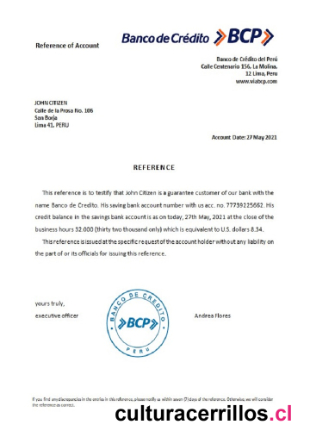 Reference of Account
Banco de Crédito BCP
Banco de Crédito del Perú
Calle Centenario 156, La Molina,
12 Lima, Peru
www.viabcp.com
JOHN CITIZEN
Calle de la Prosa No. 106
San Borja
Lima 41, PERU
Account Date: 27 May 2021
REFERENCE
This reference is to testify that John Citizen is a guarantee customer of our bank with the
name Banco de Credito. His saving bank account number with us acc. no. 77739225662. His
credit balance in the savings bank account is as on today, 27th May, 2021 at the close of the
business hours 32.000 (thirty two thousand only) which is equivalent to U.S. dollars 8.54.
This reference is issued at the specific request of the account holder without any liability on
the part of or its officials for issuing this reference.
yours truly,
executive officer
BANCO DE CREDITO
BCP
PERU
Andrea Flores
If you find any discrepancies in the entries in this reference, please notify us within seven (7) days of the reference. Otherwise, we will consider
the reference as correct.
culturacerrillos.cl